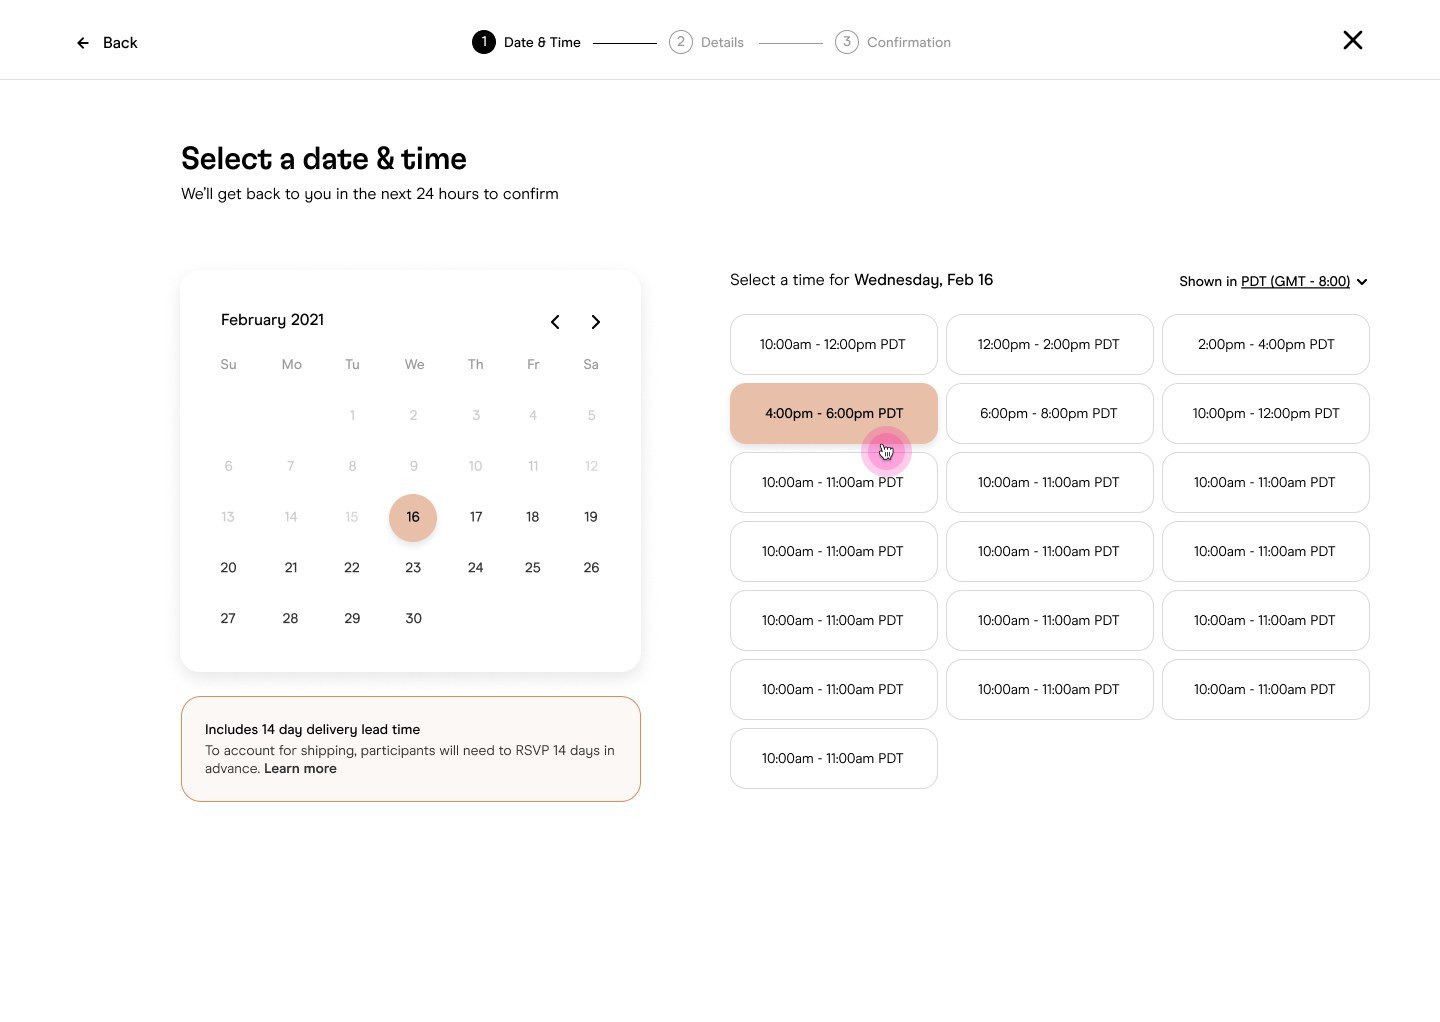 Back
1 Date & Time
2 Details
3 Confirmation
Select a date & time
We'll get back to you in the next 24 hours to confirm
February 2021
Su Mo Tu We Th Fr Sa
1 2 3 4 5
6 7 8 9 10 11 12
13 14 15 16 17 18 19
20 21 22 23 24 25 26
27 28 29 30
Includes 14 day delivery lead time
To account for shipping, participants will need to RSVP 14 days in
advance. Learn more
Select a time for Wednesday, Feb 16
Shown in PDT (GMT - 8:00)
10:00am - 12:00pm PDT
12:00pm - 2:00pm PDT
2:00pm - 4:00pm PDT
4:00pm - 6:00pm PDT
6:00pm - 8:00pm PDT
10:00pm - 12:00pm PDT
10:00am - 11:00am PDT
10:00am - 11:00am PDT
10:00am - 11:00am PDT
10:00am - 11:00am PDT
10:00am - 11:00am PDT
10:00am - 11:00am PDT
10:00am - 11:00am PDT
10:00am - 11:00am PDT
10:00am - 11:00am PDT
10:00am - 11:00am PDT
10:00am - 11:00am PDT
10:00am - 11:00am PDT
10:00am - 11:00am PDT